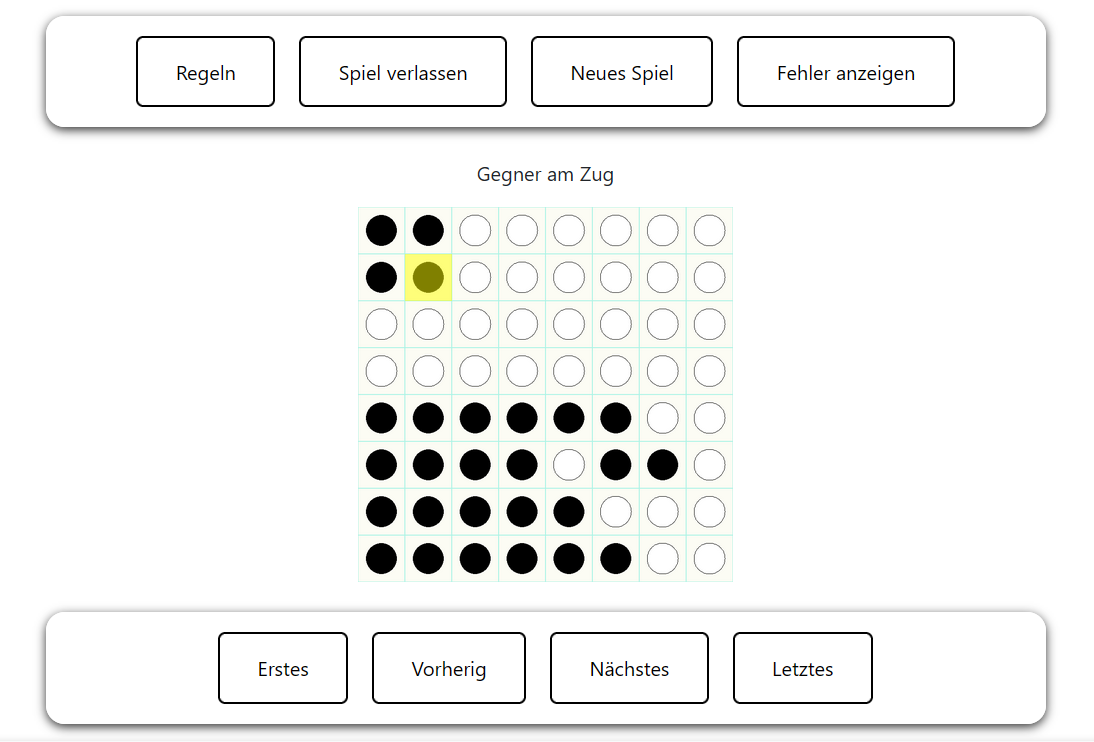 Regeln
Spiel verlassen
Neues Spiel
Fehler anzeigen
Gegner am Zug
Erstes
Vorherig
Nächstes
Letztes